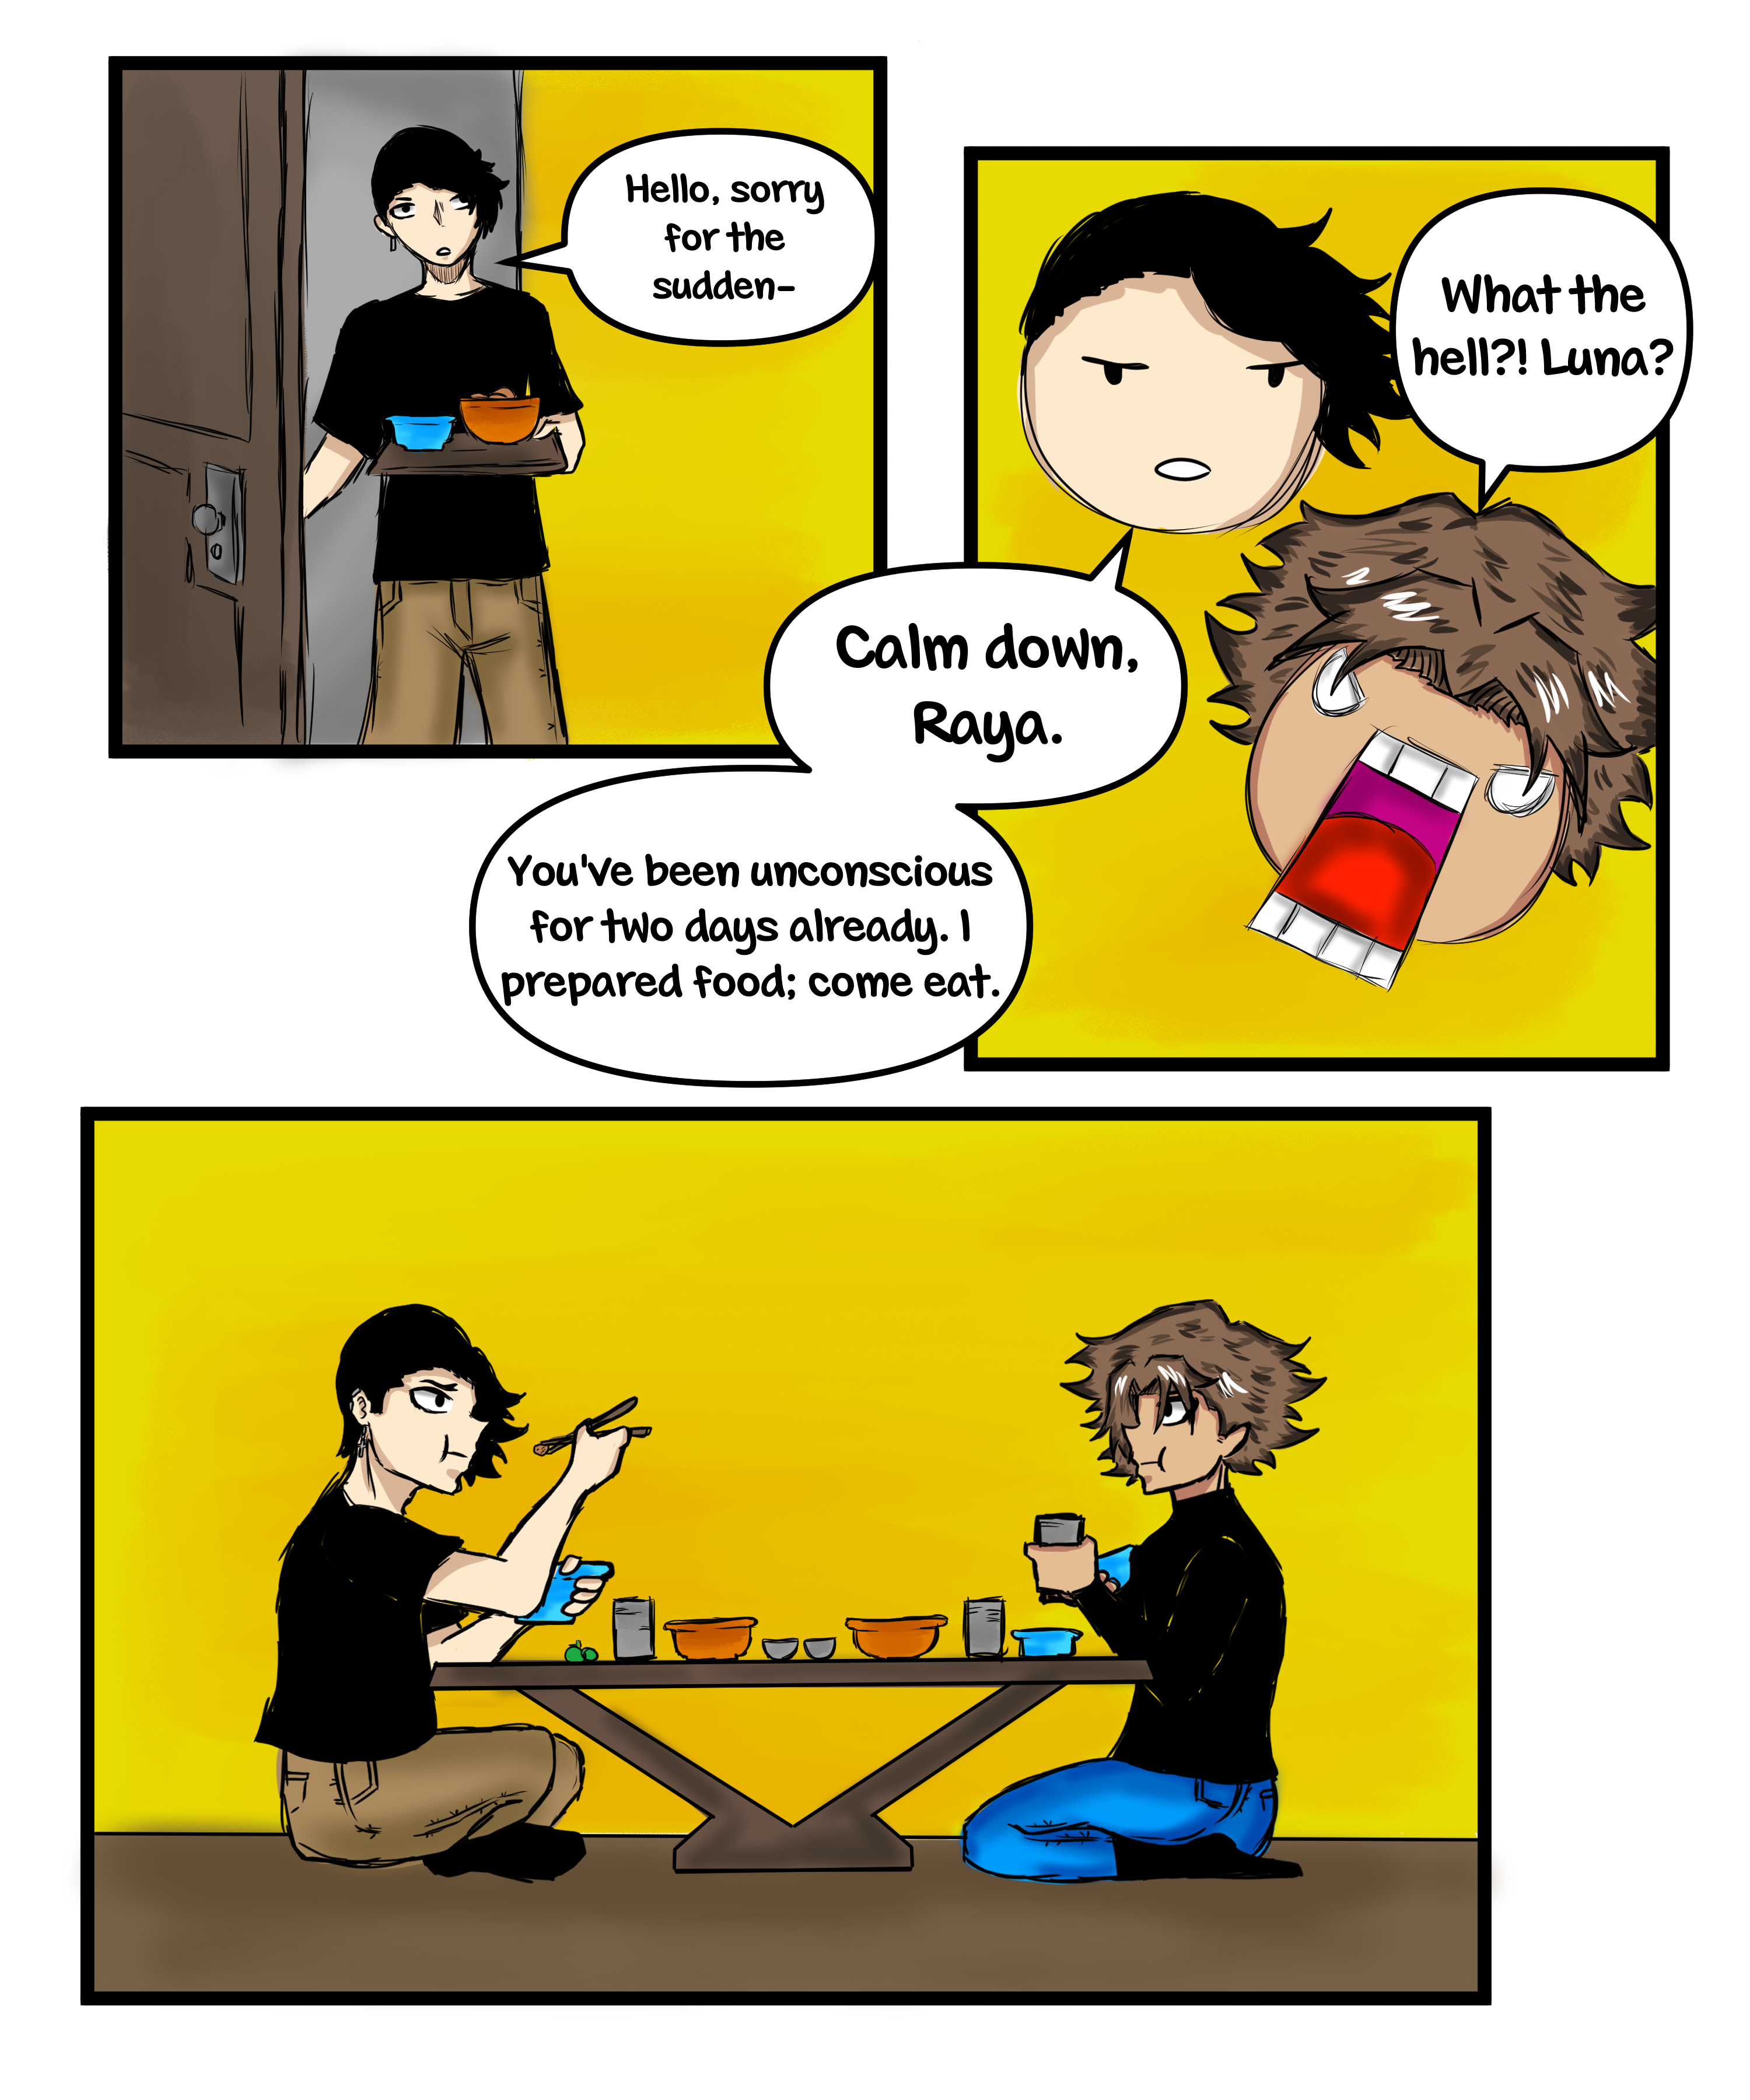 Hello, sorry
for the
sudden-
What the
hell?! Luna?
Calm down,
Raya.
You've been unconscious
for two days already. I
prepared food; come eat.